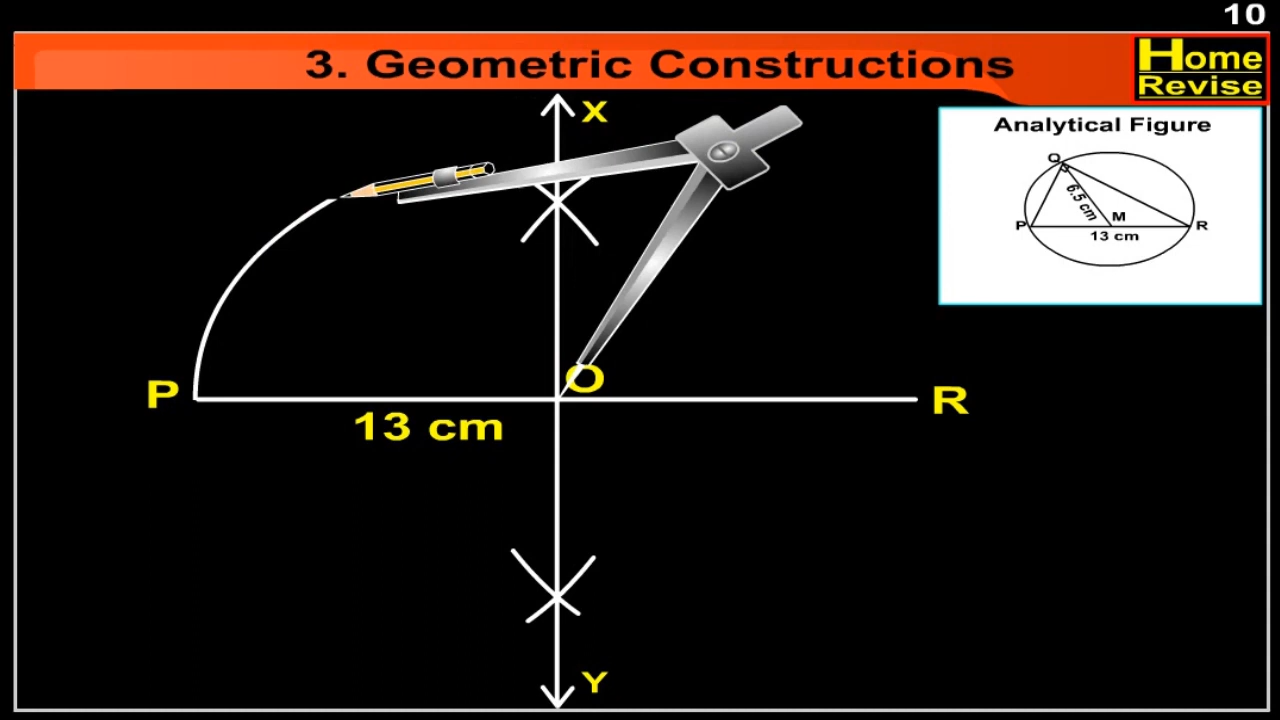 10
3. Geometric Constructions
Home
Revise
X
Analytical Figure
Q
6.5 cm
M
P
R
13 cm
O
P
R
13 cm
Y